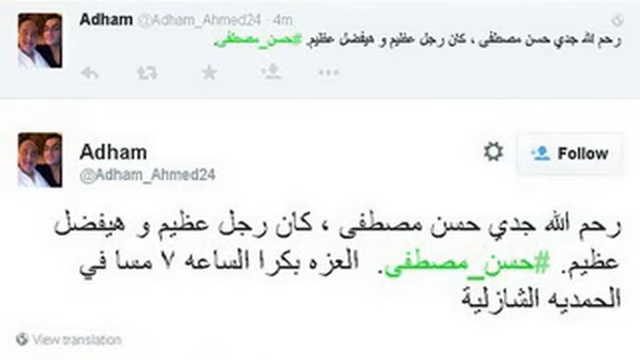 Adham @Adham_Ahmed24 · 4m
رحم الله جدي حسن مصطفى ، كان رجل عظيم و هيفضل عظيم. #حسن_مصطفى.
Adham
Follow
@Adham_Ahmed24
رحم الله جدي حسن مصطفى ، كان رجل عظيم و هيفضل
عظيم. #حسن_مصطفى. العزه بكرا الساعه ٧ مسا في
الحمديه الشازلية
View translation